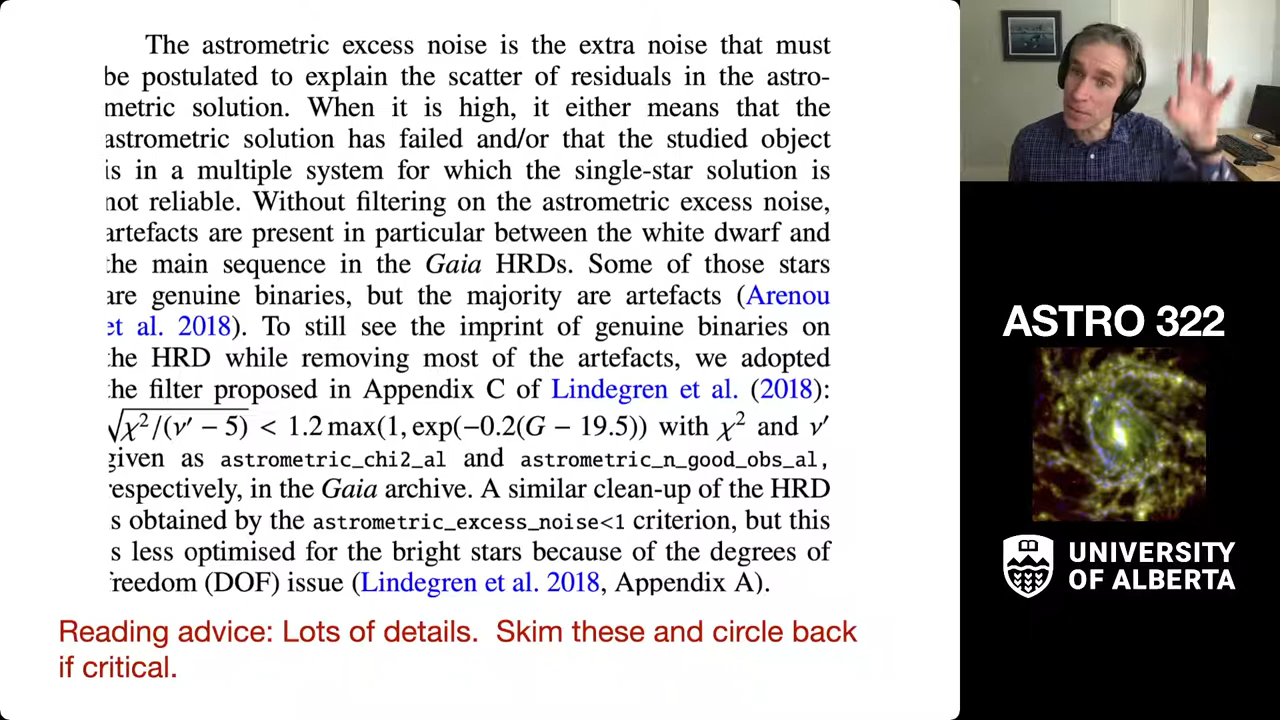 The astrometric excess noise is the extra noise that must
be postulated to explain the scatter of residuals in the astro-
metric solution. When it is high, it either means that the
astrometric solution has failed and/or that the studied object
is in a multiple system for which the single-star solution is
not reliable. Without filtering on the astrometric excess noise,
artefacts are present in particular between the white dwarf and
the main sequence in the Gaia HRDs. Some of those stars
are genuine binaries, but the majority are artefacts (Arenou
et al. 2018). To still see the imprint of genuine binaries on
the HRD while removing most of the artefacts, we adopted
the filter proposed in Appendix C of Lindegren et al. (2018):
√χ²/(ν′ − 5) < 1.2 max(1, exp(−0.2(G − 19.5)) with χ² and ν′
given as astrometric_chi2_al and astrometric_n_good_obs_al,
respectively, in the Gaia archive. A similar clean-up of the HRD
s obtained by the astrometric_excess_noise<1 criterion, but this
s less optimised for the bright stars because of the degrees of
freedom (DOF) issue (Lindegren et al. 2018, Appendix A).
Reading advice: Lots of details. Skim these and circle back
if critical.
ASTRO 322
UNIVERSITY
OF ALBERTA